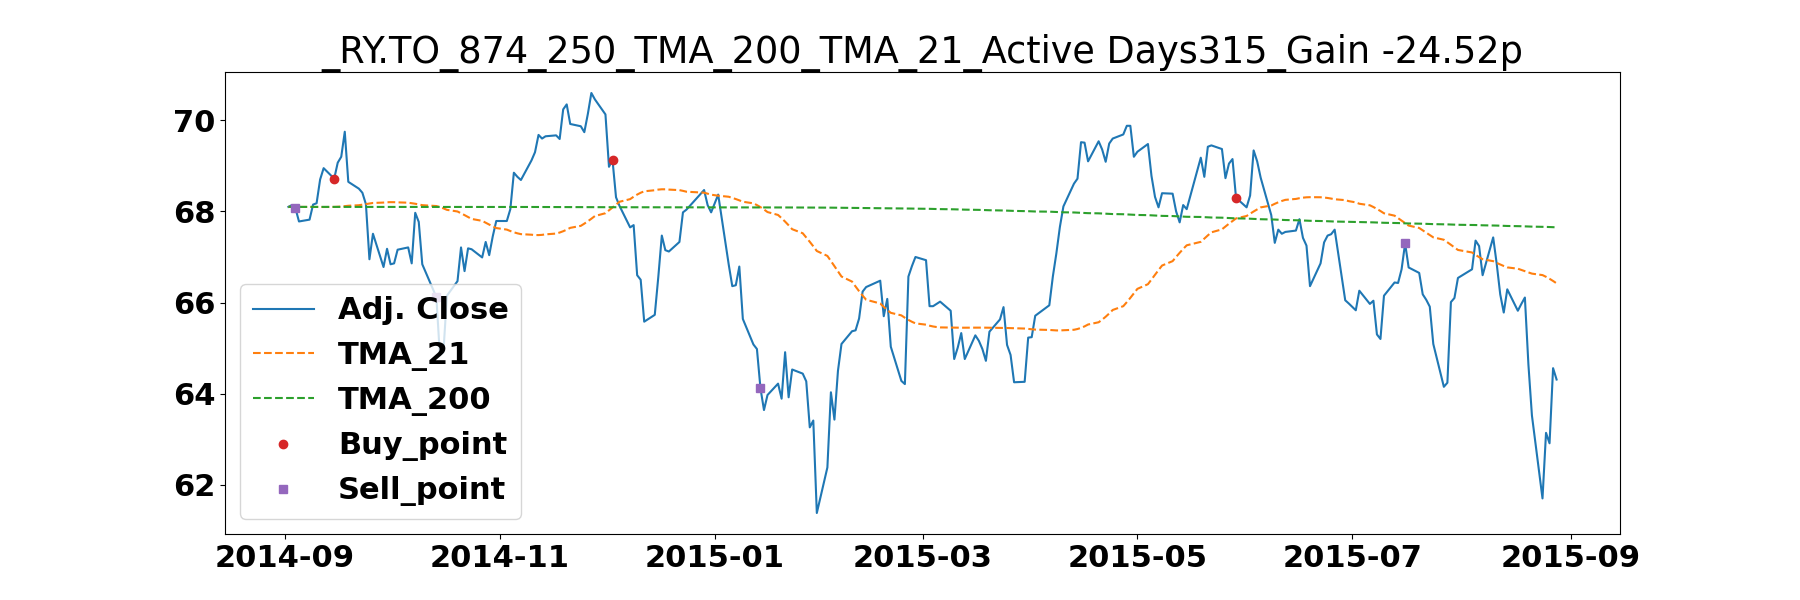 _RY.TO_874_250_TMA_200_TMA_21_Active Days315_Gain -24.52p
70
68
66
64
62
Adj. Close
TMA_21
TMA_200
Buy_point
Sell_point
2014-09 2014-11 2015-01 2015-03 2015-05 2015-07 2015-09